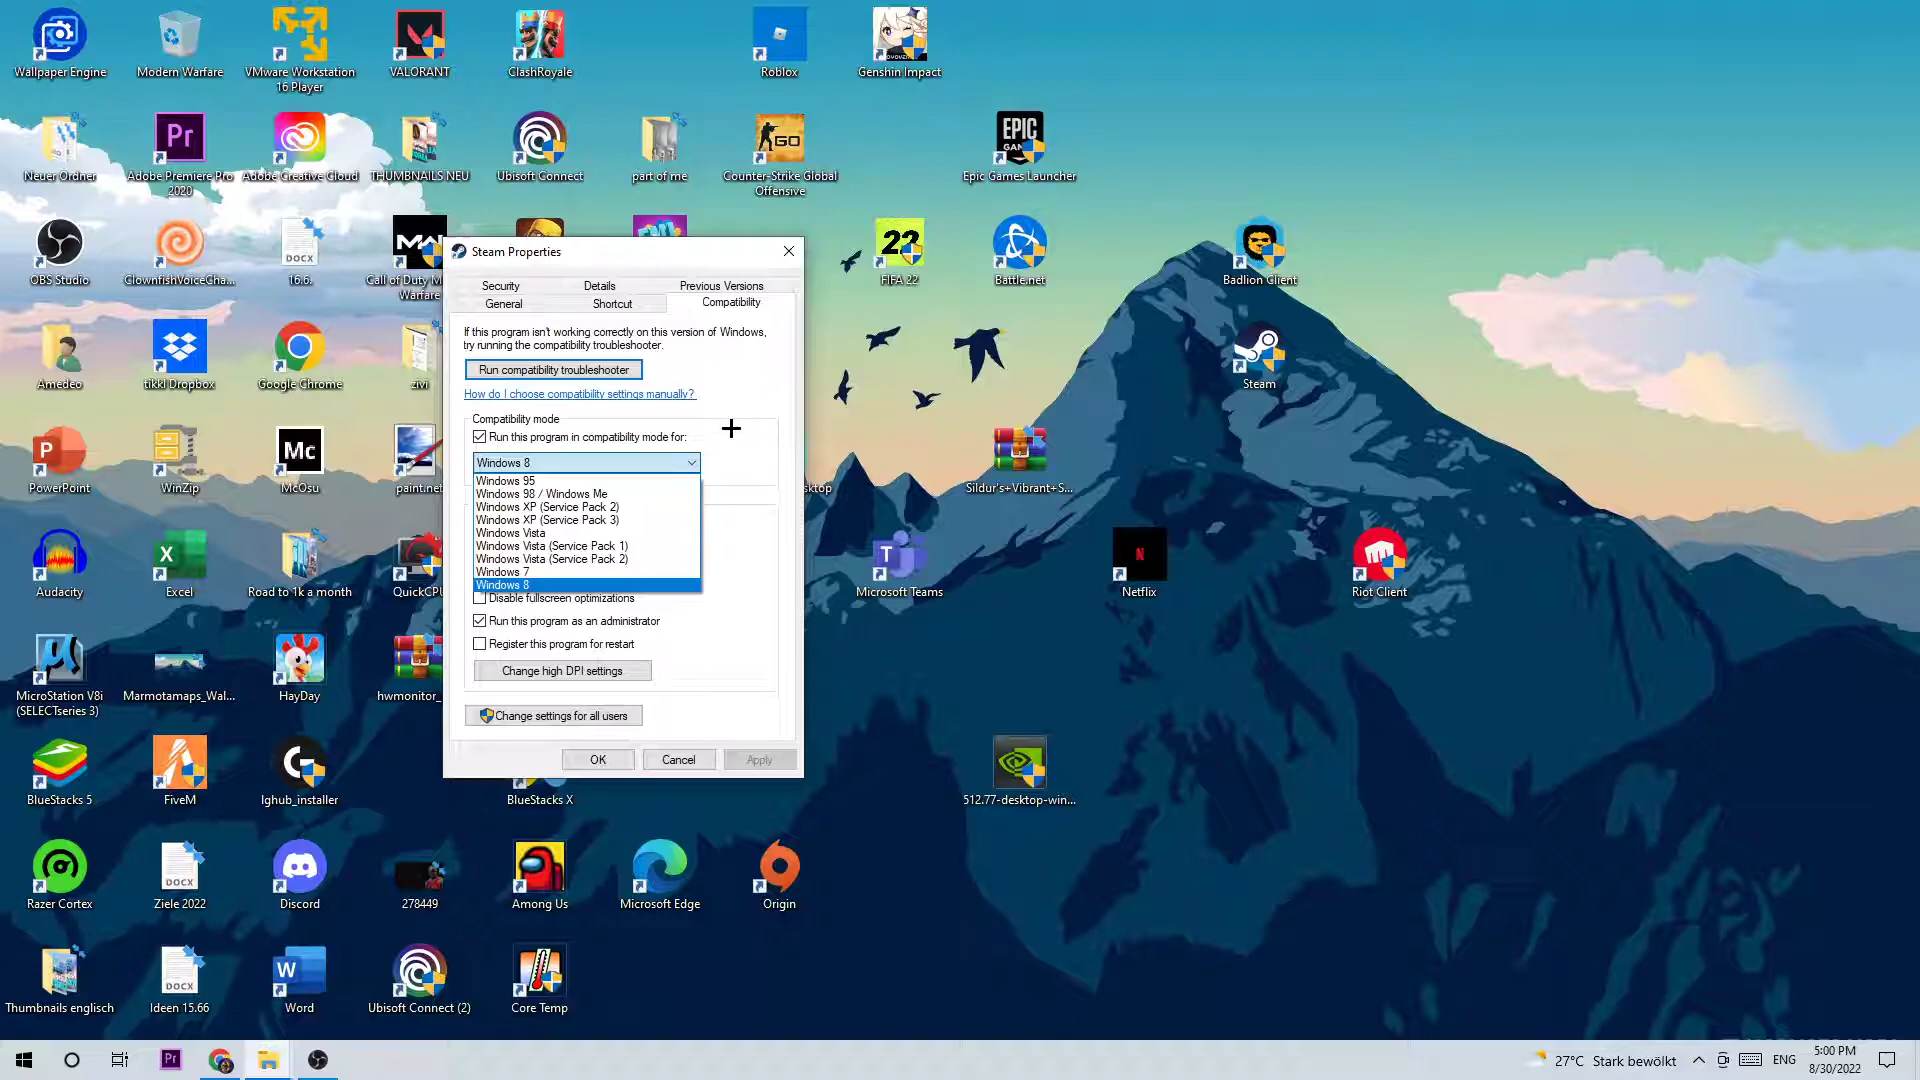 Wallpaper Engine
Modern Warfare
VMware Workstation
16 Player
VALORANT
ClashRoyale
Roblox
Genshin Impact
Neuer Ordner
Adobe Premiere Pro
2020
Adobe Creative Cloud
THUMBNAILS NEU
Ubisoft Connect
part of me
GO
Counter-Strike Global
Offensive
EPIC
Epic Games Launcher
OBS Studio
ClownfishVoiceCha...
DOCX
16.6.
Call of Duty M
Warfare
22
FIFA 22
Battle.net
Badlion Client
Amedeo
tikkl Dropbox
Google Chrome
zivi
Steam
PowerPoint
WinZip
Mc
McOsu
paint.net
sktop
Sildur's+Vibrant+S...
Audacity
Excel
Road to 1k a month
QuickCPU
Microsoft Teams
Netflix
Riot Client
MicroStation V8i
(SELECTseries 3)
Marmotamaps_Wal...
HayDay
hwmonitor_
BlueStacks 5
FiveM
lghub_installer
BlueStacks X
512.77-desktop-win...
Razer Cortex
DOCX
Ziele 2022
Discord
278449
Among Us
Microsoft Edge
Origin
Thumbnails englisch
DOCX
Ideen 15.66
Word
Ubisoft Connect (2)
Core Temp
Steam Properties
Security
Details
Previous Versions
General
Shortcut
Compatibility
If this program isn't working correctly on this version of Windows,
try running the compatibility troubleshooter.
Run compatibility troubleshooter
How do I choose compatibility settings manually?
Compatibility mode
Run this program in compatibility mode for:
Windows 8
Windows 95
Windows 98 / Windows Me
Windows XP (Service Pack 2)
Windows XP (Service Pack 3)
Windows Vista
Windows Vista (Service Pack 1)
Windows Vista (Service Pack 2)
Windows 7
Windows 8
Disable fullscreen optimizations
Run this program as an administrator
Register this program for restart
Change high DPI settings
Change settings for all users
OK
Cancel
Apply
Pr
27°C Stark bewölkt
ENG
5:00 PM
8/30/2022